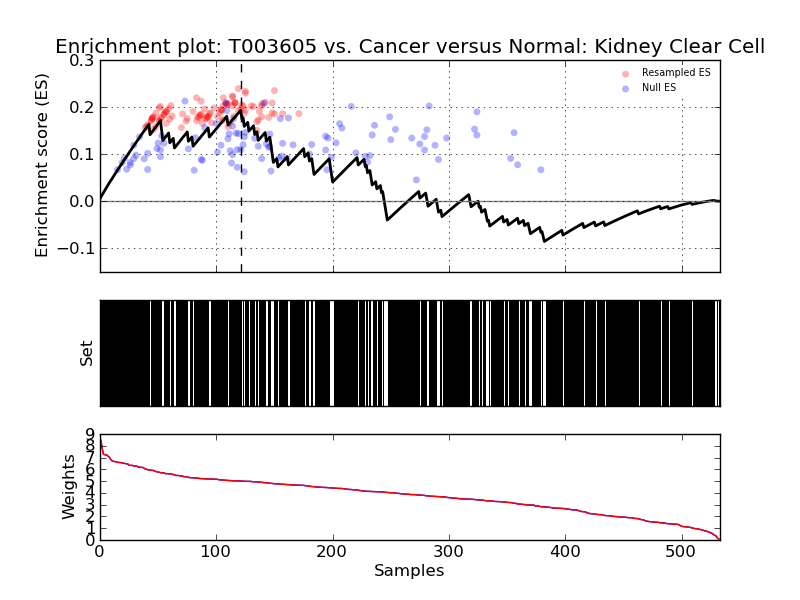 Enrichment plot: T003605 vs. Cancer versus Normal: Kidney Clear Cell
0.3
0.2
0.1
0.0
−0.1
Enrichment score (ES)
Resampled ES
Null ES
Set
9
8
7
6
5
4
3
2
1
0
Weights
0 100 200 300 400 500
Samples